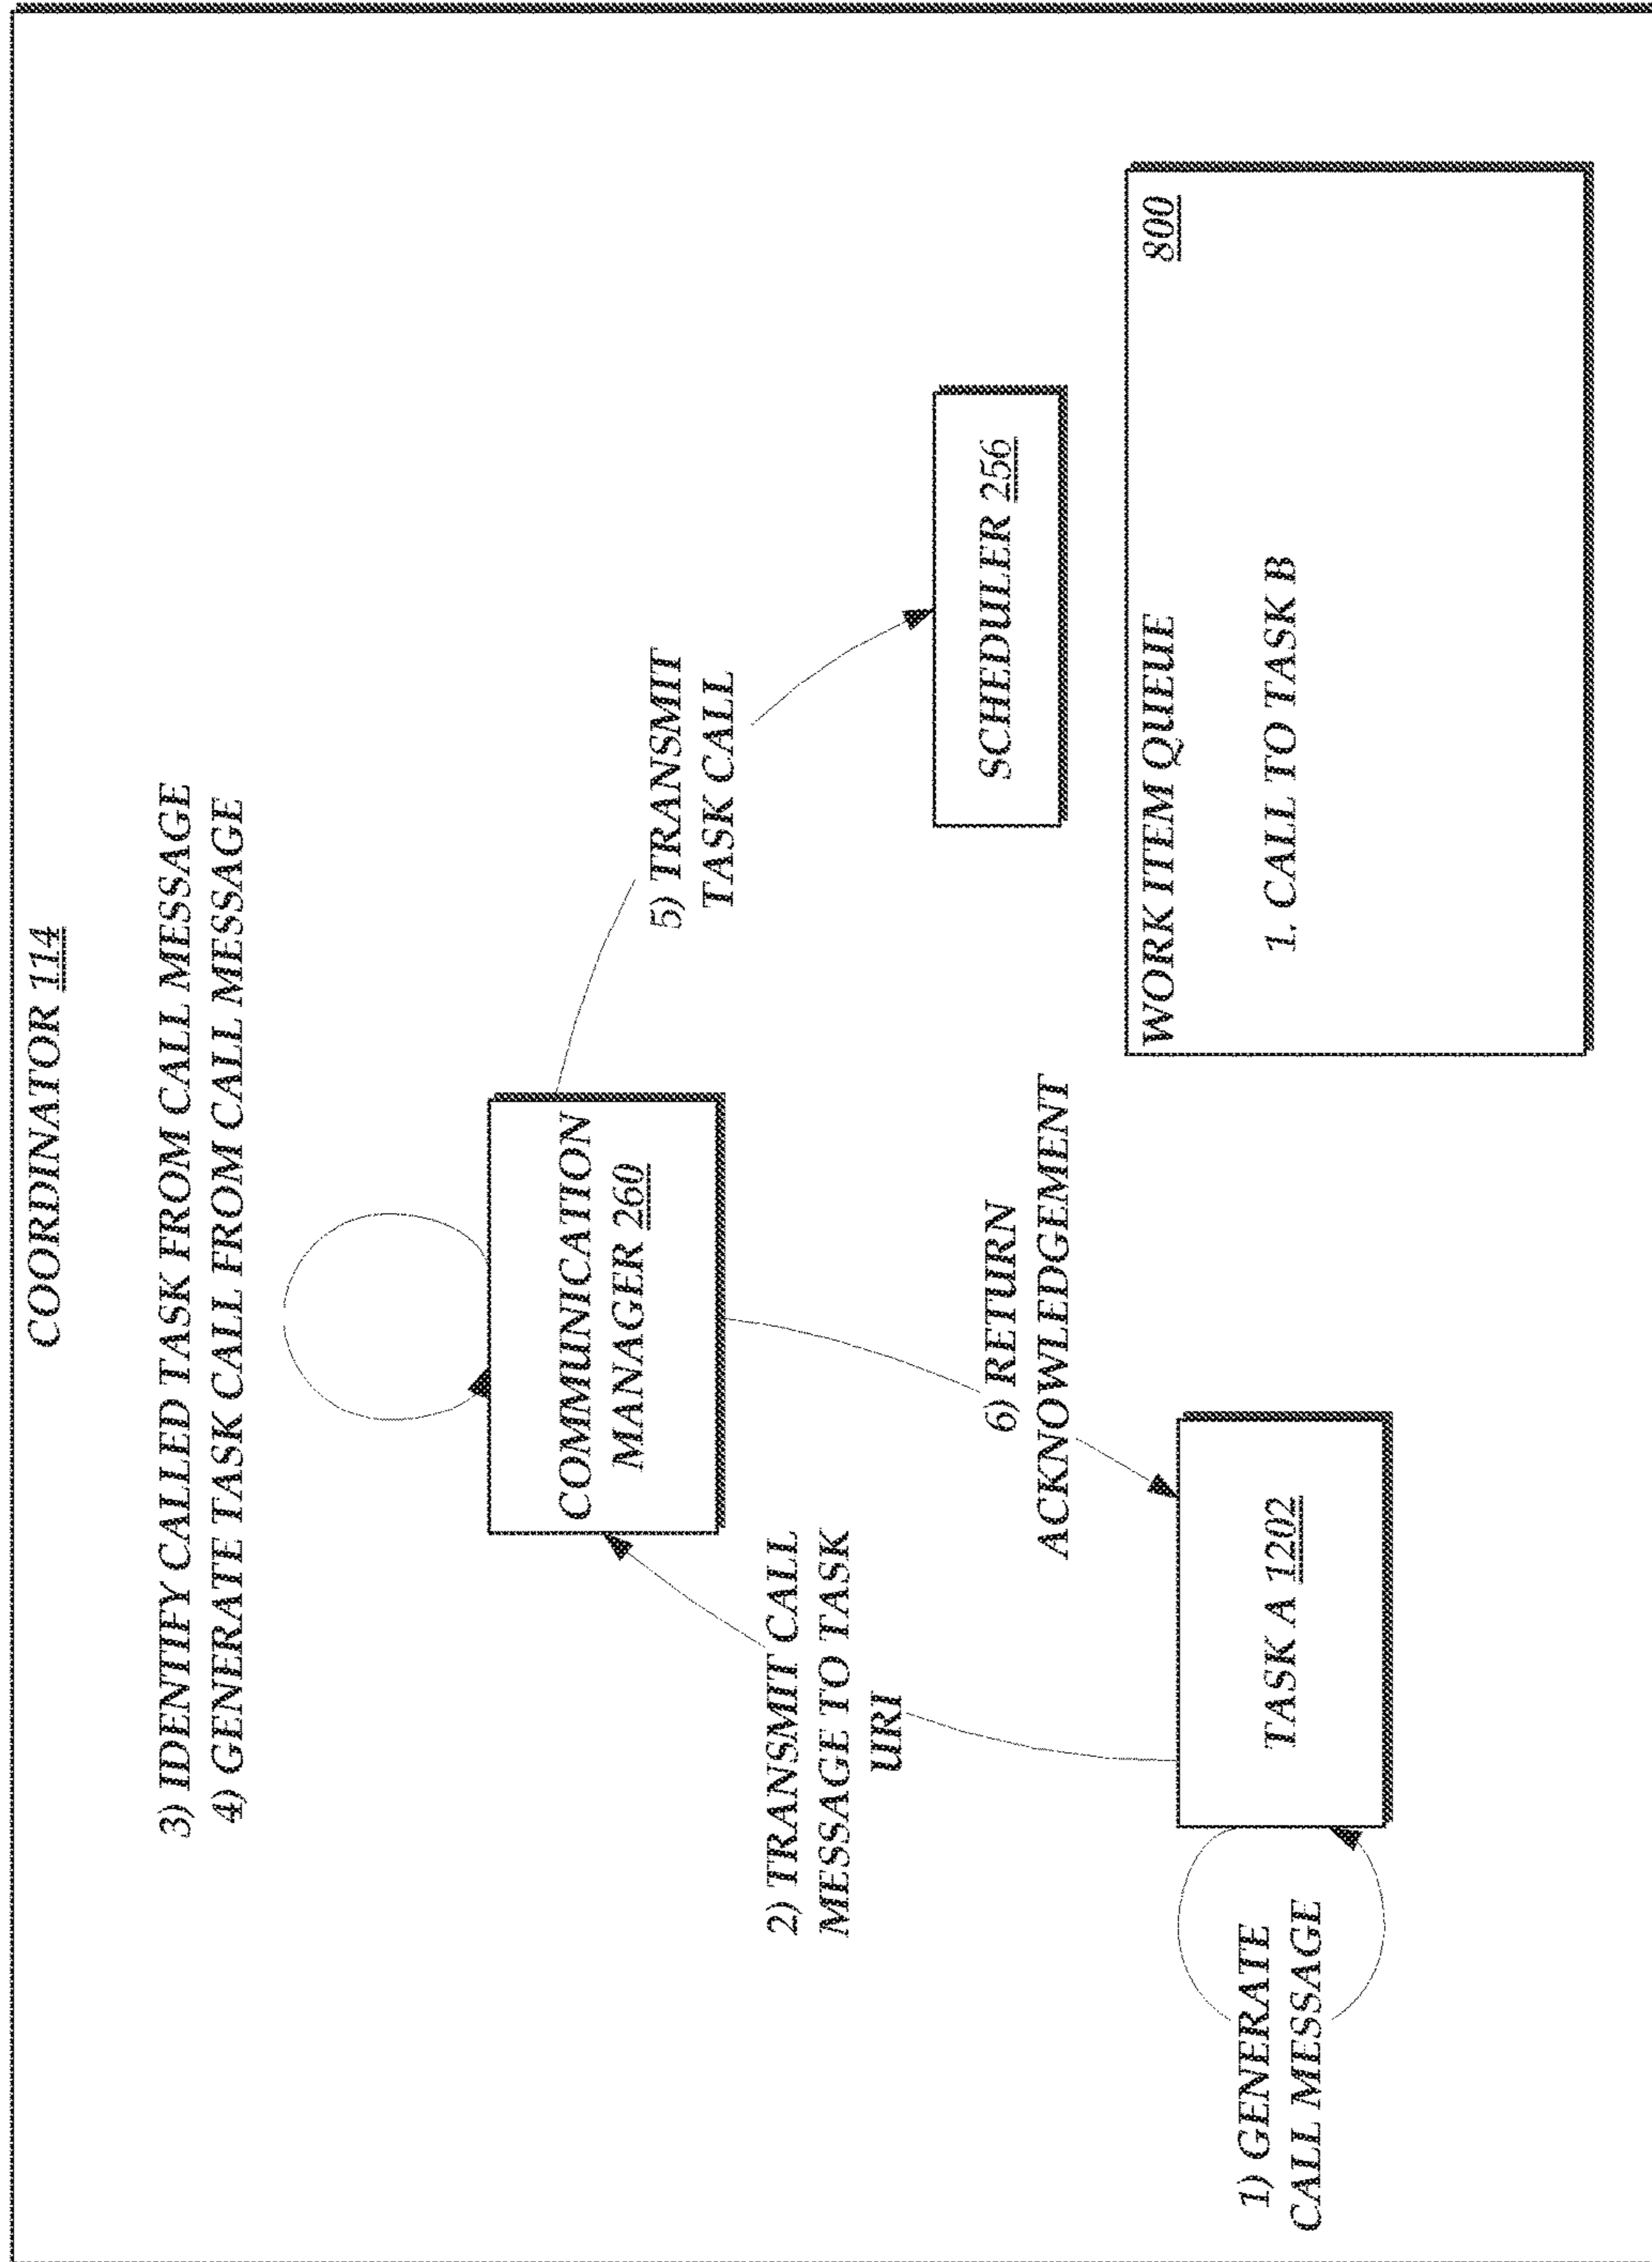 COORDINATOR 114
3) IDENTIFY CALLED TASK FROM CALL MESSAGE
4) GENERATE TASK CALL FROM CALL MESSAGE
COMMUNICATION
MANAGER 260
5) TRANSMIT
TASK CALL
2) TRANSMIT CALL
MESSAGE TO TASK
URI
SCHEDULER 256
6) RETURN
ACKNOWLEDGEMENT
1) GENERATE
CALL MESSAGE
TASK A 1202
WORK ITEM QUEUE
800
1. CALL TO TASK B